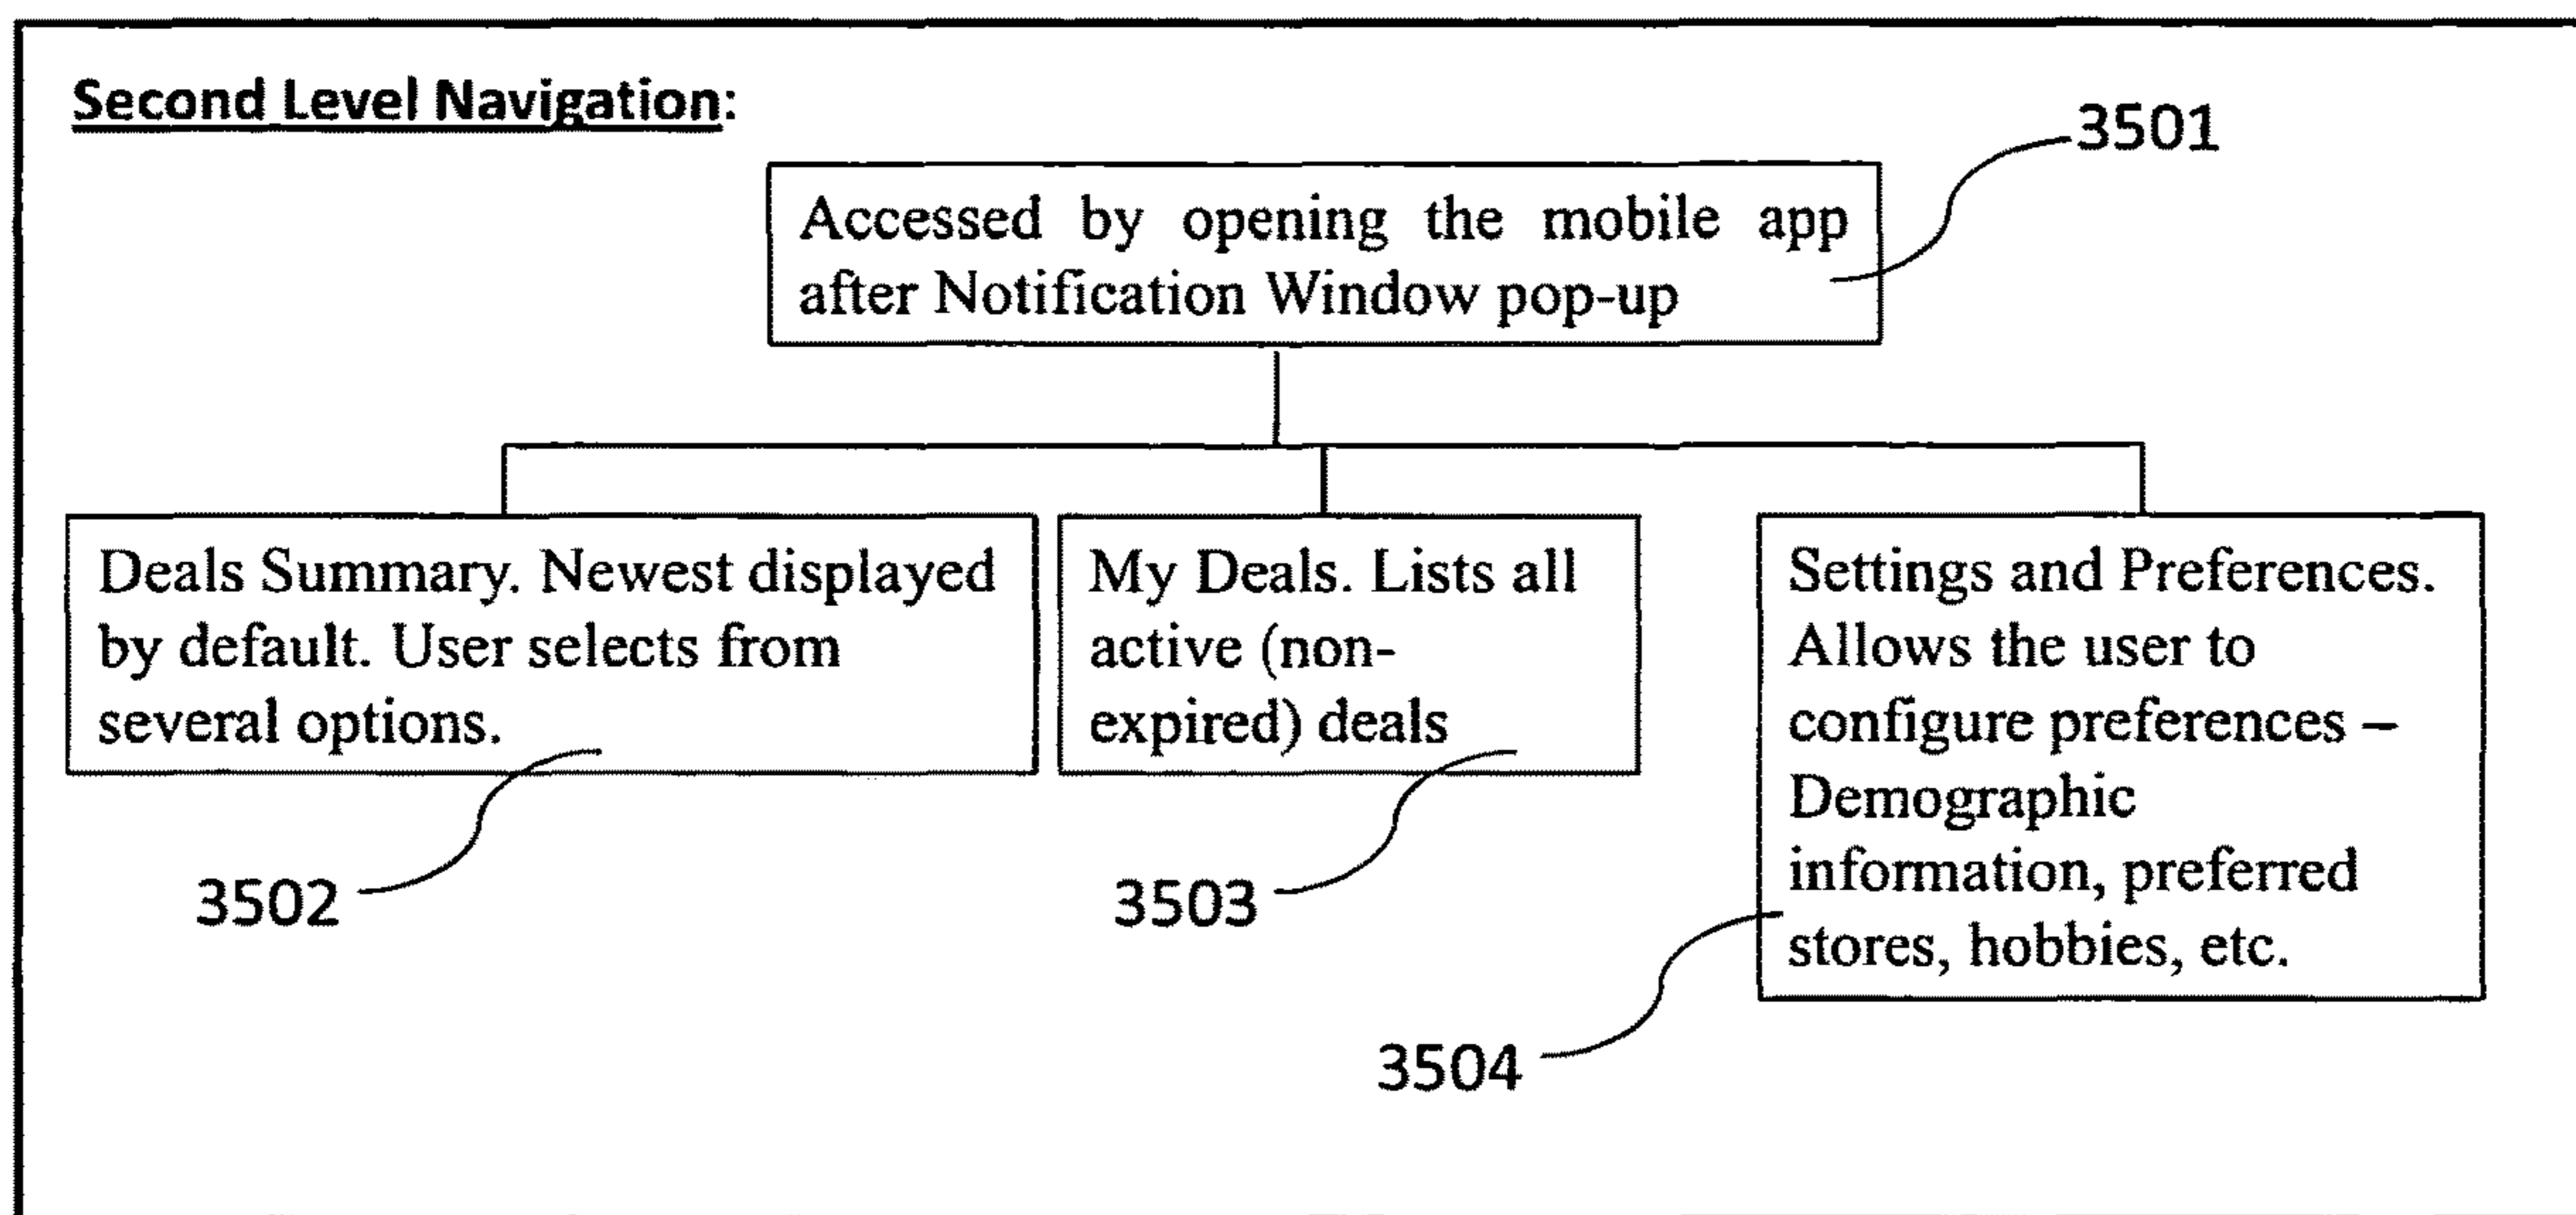 Second Level Navigation:
3501
Accessed by opening the mobile app
after Notification Window pop-up
Deals Summary. Newest displayed
by default. User selects from
several options.
3502
My Deals. Lists all
active (non-
expired) deals
3503
Settings and Preferences.
Allows the user to
configure preferences –
Demographic
information, preferred
stores, hobbies, etc.
3504